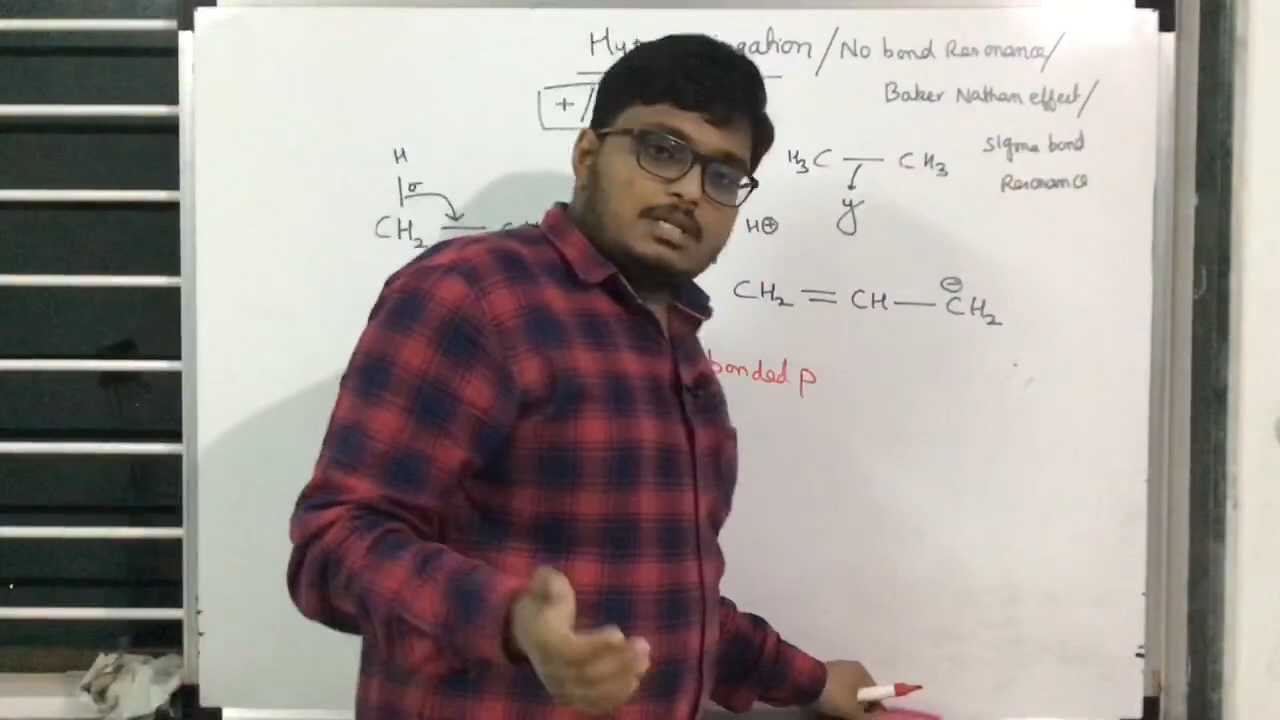 / No bond Resonance/
+/
Baker Nathan effect/
sigma bond
Resonance
H₃C — CH₃
y
H
σ
CH₂ =
H⊕
CH₂ = CH — CH₂
⊖
bonded p